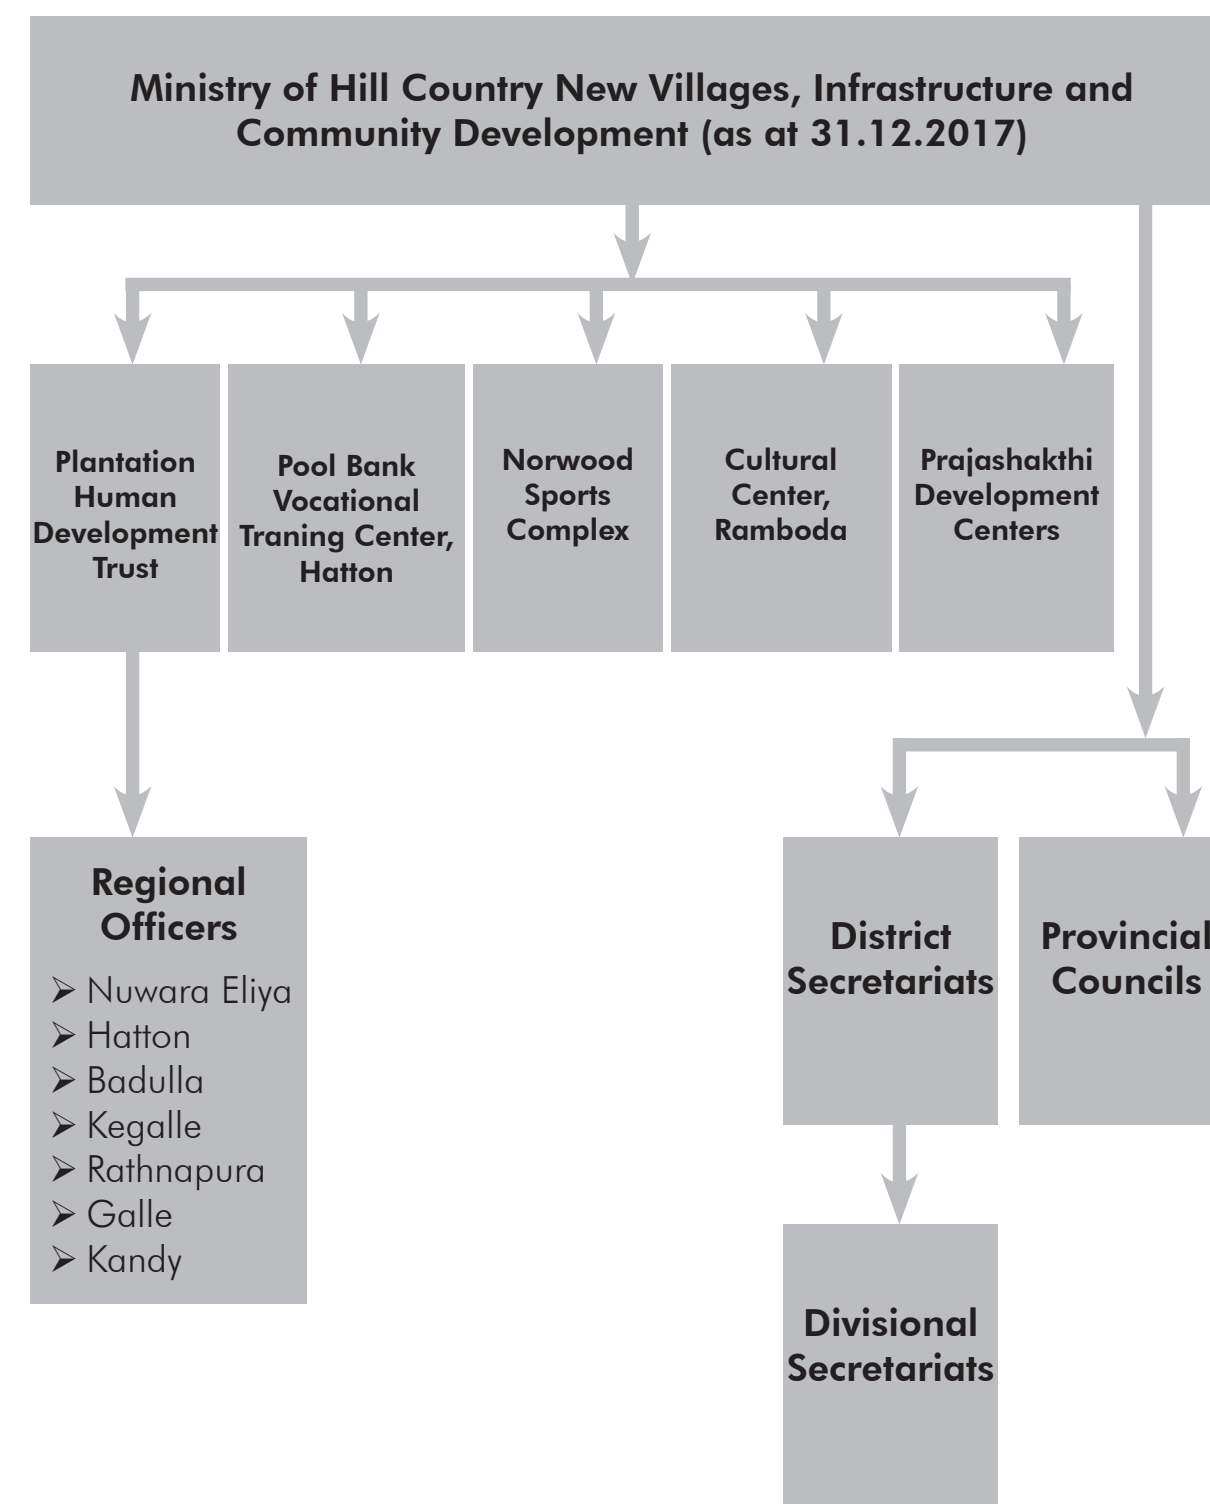 Ministry of Hill Country New Villages, Infrastructure and
Community Development (as at 31.12.2017)
Plantation
Human
Development
Trust
Pool Bank
Vocational
Traning Center,
Hatton
Norwood
Sports
Complex
Cultural
Center,
Ramboda
Prajashakthi
Development
Centers
Regional
Officers
➢ Nuwara Eliya
➢ Hatton
➢ Badulla
➢ Kegalle
➢ Rathnapura
➢ Galle
➢ Kandy
District
Secretariats
Provincial
Councils
Divisional
Secretariats